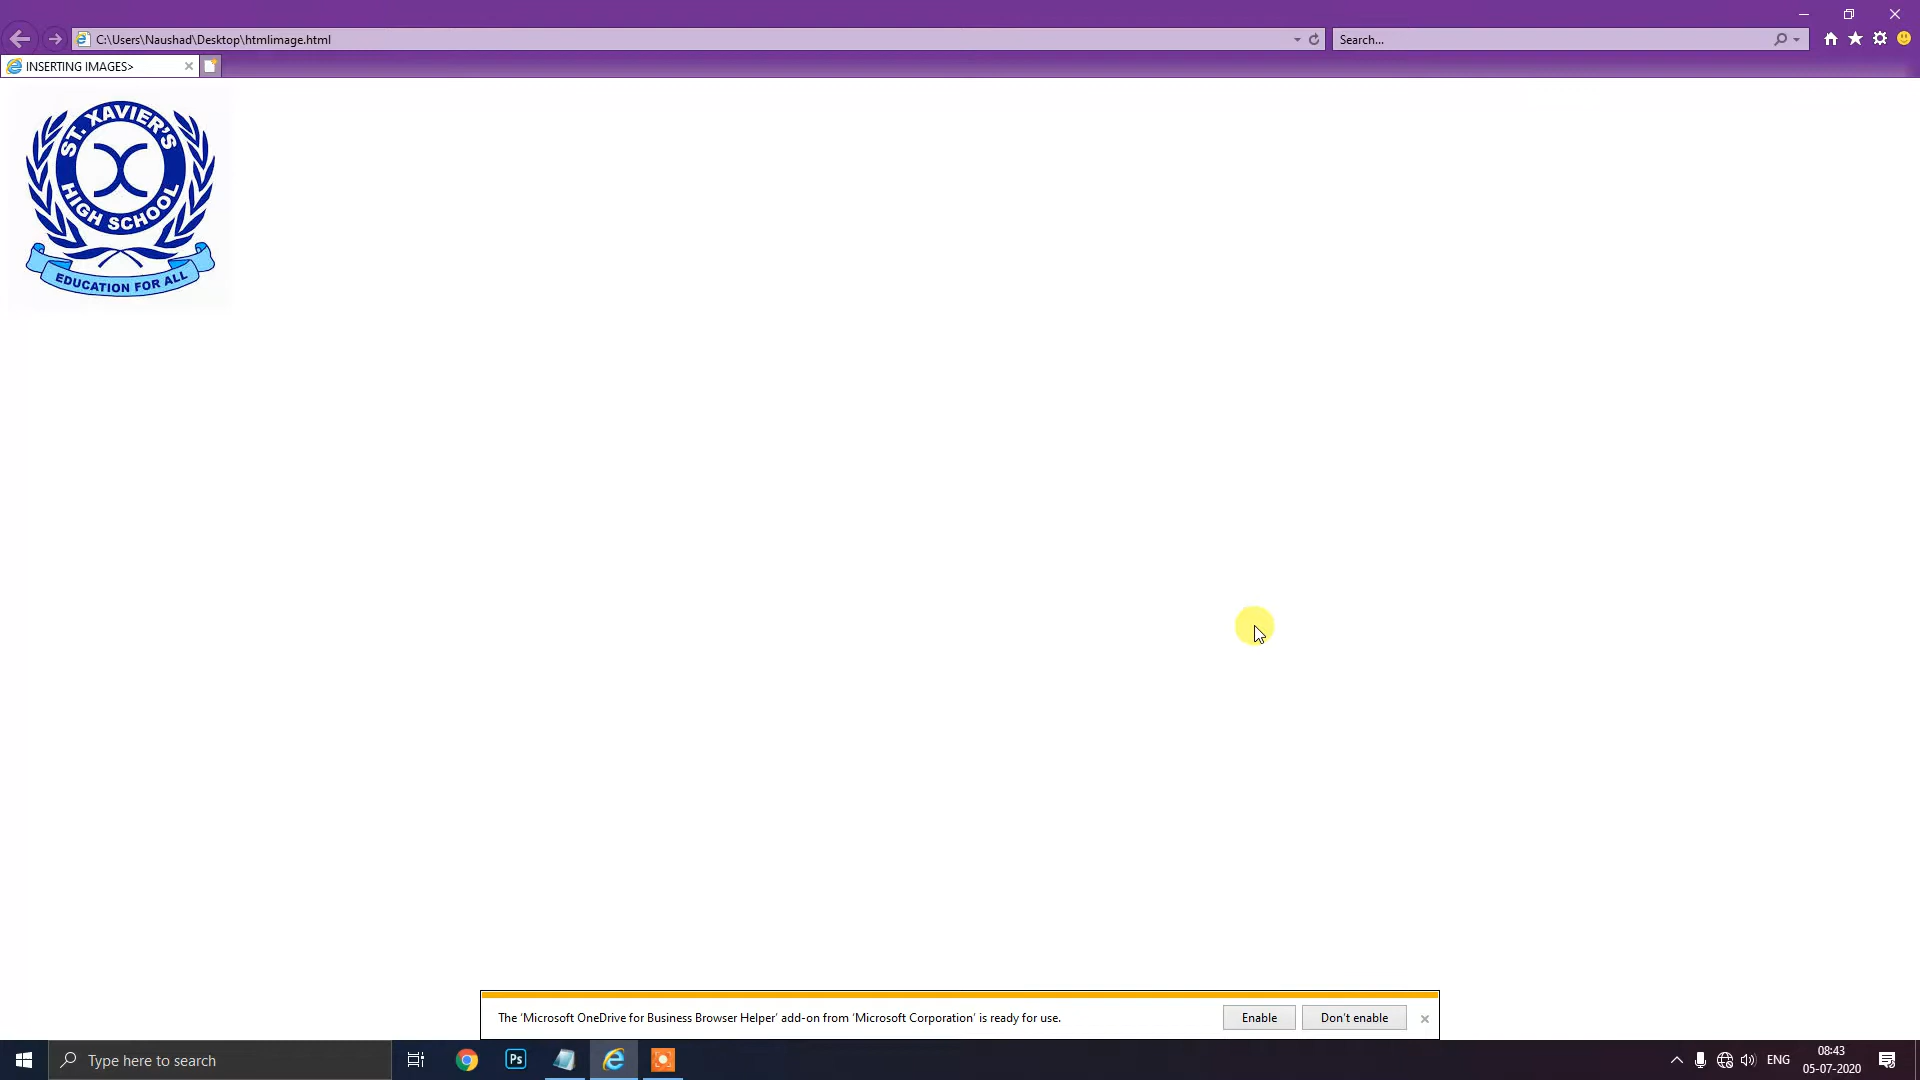 C:\Users\Naushad\Desktop\htmlimage.html
Search...
INSERTING IMAGES>
ST. XAVIER'S
HIGH SCHOOL
EDUCATION FOR ALL
The 'Microsoft OneDrive for Business Browser Helper' add-on from 'Microsoft Corporation' is ready for use.
Enable
Don't enable
Type here to search
Ps
ENG
08:43
05-07-2020